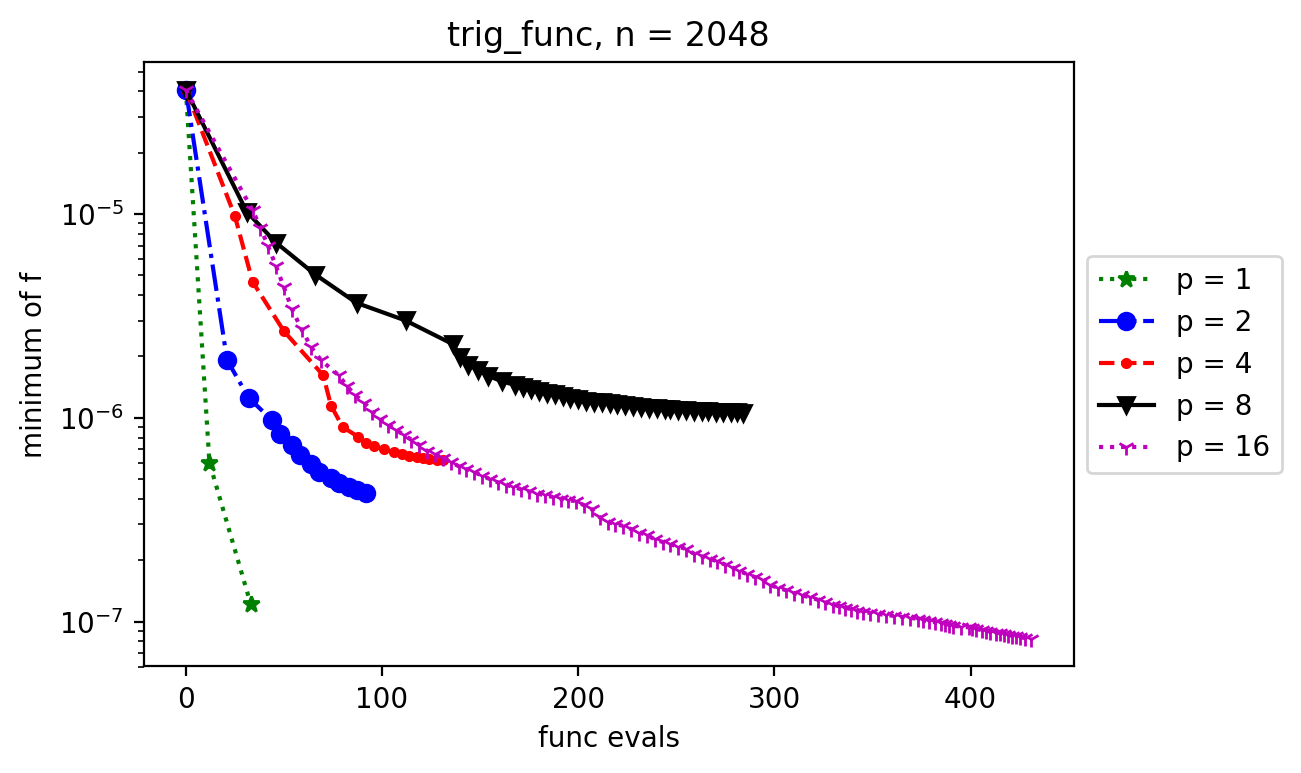 trig_func, n = 2048
minimum of f
10⁻⁵
10⁻⁶
10⁻⁷
0 100 200 300 400
func evals
p = 1
p = 2
p = 4
p = 8
p = 16